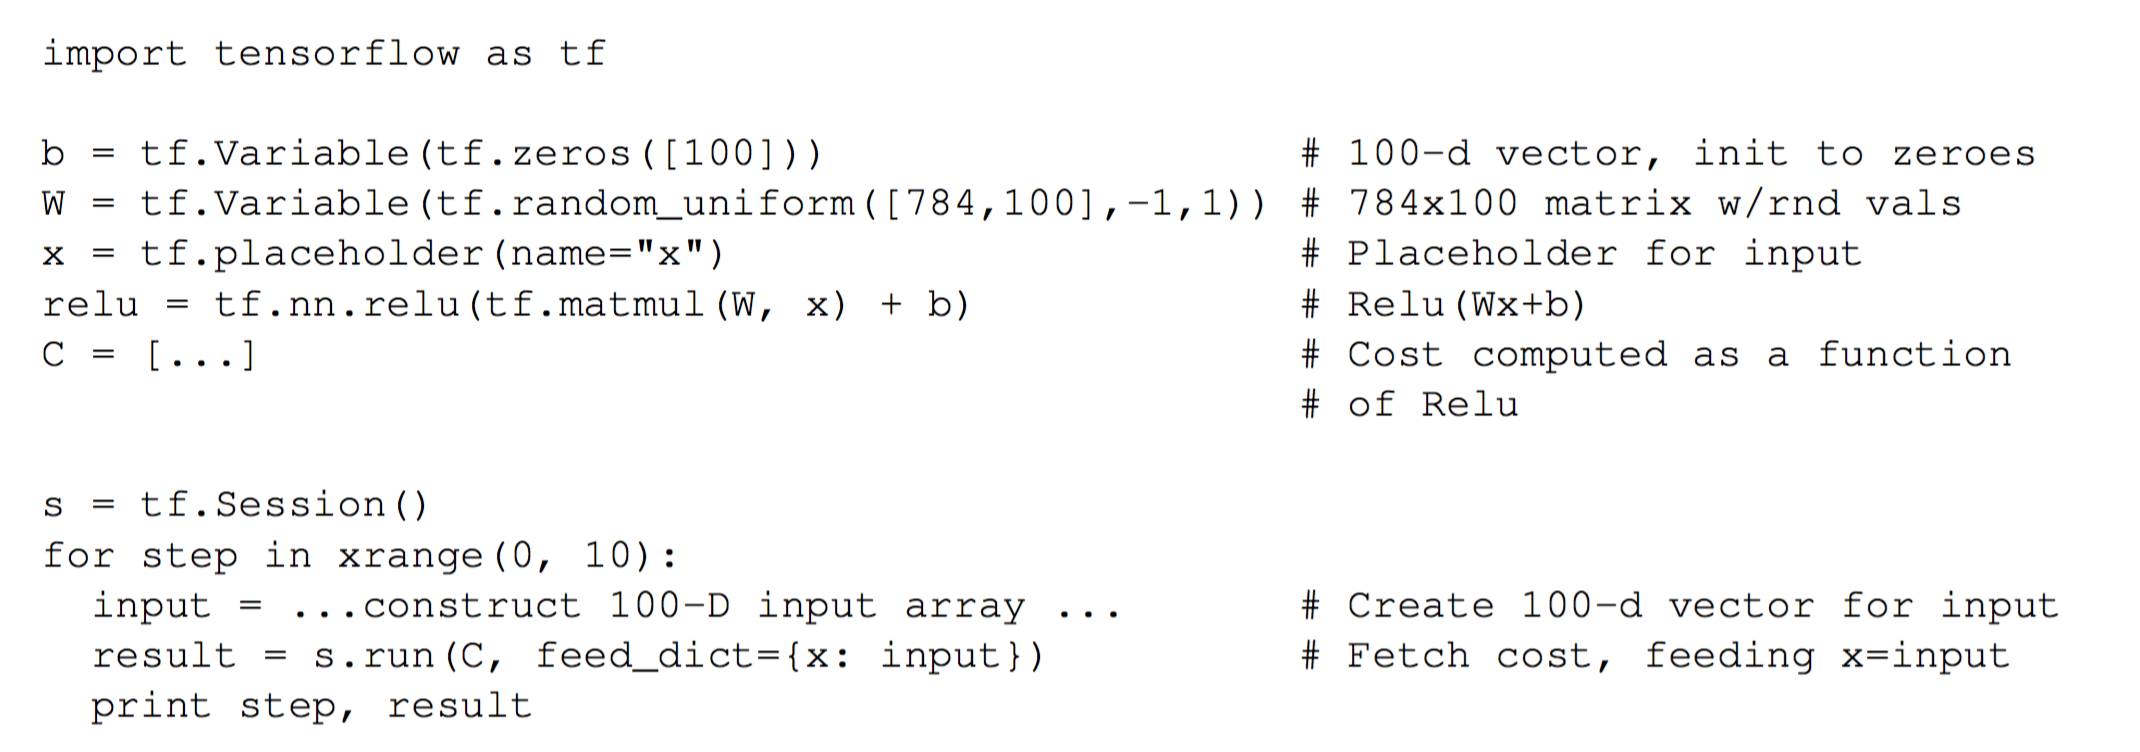 import tensorflow as tf
b = tf.Variable(tf.zeros([100])) # 100-d vector, init to zeroes
W = tf.Variable(tf.random_uniform([784,100],-1,1)) # 784x100 matrix w/rnd vals
x = tf.placeholder(name="x") # Placeholder for input
relu = tf.nn.relu(tf.matmul(W, x) + b) # Relu(Wx+b)
C = [...] # Cost computed as a function
# of Relu
s = tf.Session()
for step in xrange(0, 10):
  input = ...construct 100-D input array ... # Create 100-d vector for input
  result = s.run(C, feed_dict={x: input}) # Fetch cost, feeding x=input
  print step, result